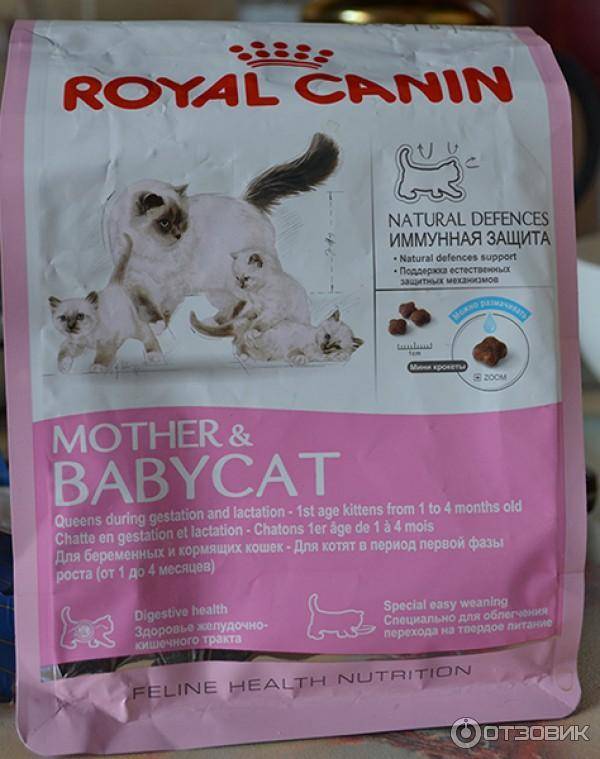 ROYAL CANIN
NATURAL DEFENCES
ИММУННАЯ ЗАЩИТА
• Natural defences support
• Поддержка естественных
защитных механизмов
Можно размачивать
1cm
Мини крокеты
ZOOM
MOTHER &
BABYCAT
Queens during gestation and lactation - 1st age kittens from 1 to 4 months old
Chatte en gestation et lactation - Chatons 1er âge de 1 à 4 mois
Для беременных и кормящих кошек - Для котят в период первой фазы
роста (от 1 до 4 месяцев)
Digestive health
Здоровье желудочно-
кишечного тракта
Special easy weaning
Специально для облегчения
перехода на твердое питание
FELINE HEALTH NUTRITION
ОТЗОВИК